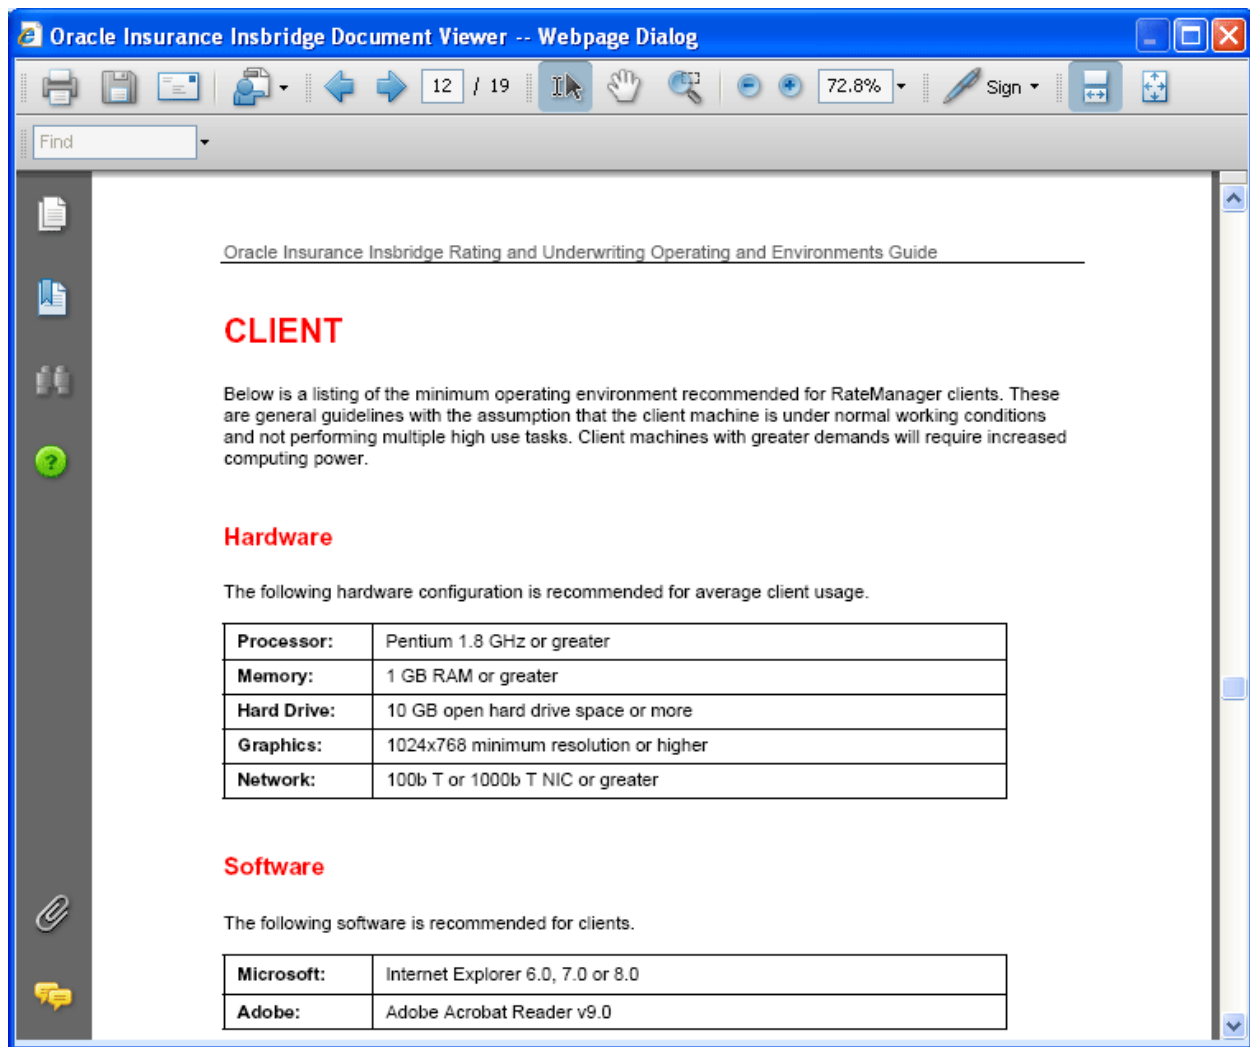 Oracle Insurance Insbridge Document Viewer -- Webpage Dialog
12 / 19
72.8%
Sign
Find
Oracle Insurance Insbridge Rating and Underwriting Operating and Environments Guide
CLIENT
Below is a listing of the minimum operating environment recommended for RateManager clients. These
are general guidelines with the assumption that the client machine is under normal working conditions
and not performing multiple high use tasks. Client machines with greater demands will require increased
computing power.
Hardware
The following hardware configuration is recommended for average client usage.
Processor: Pentium 1.8 GHz or greater
Memory: 1 GB RAM or greater
Hard Drive: 10 GB open hard drive space or more
Graphics: 1024x768 minimum resolution or higher
Network: 100b T or 1000b T NIC or greater
Software
The following software is recommended for clients.
Microsoft: Internet Explorer 6.0, 7.0 or 8.0
Adobe: Adobe Acrobat Reader v9.0